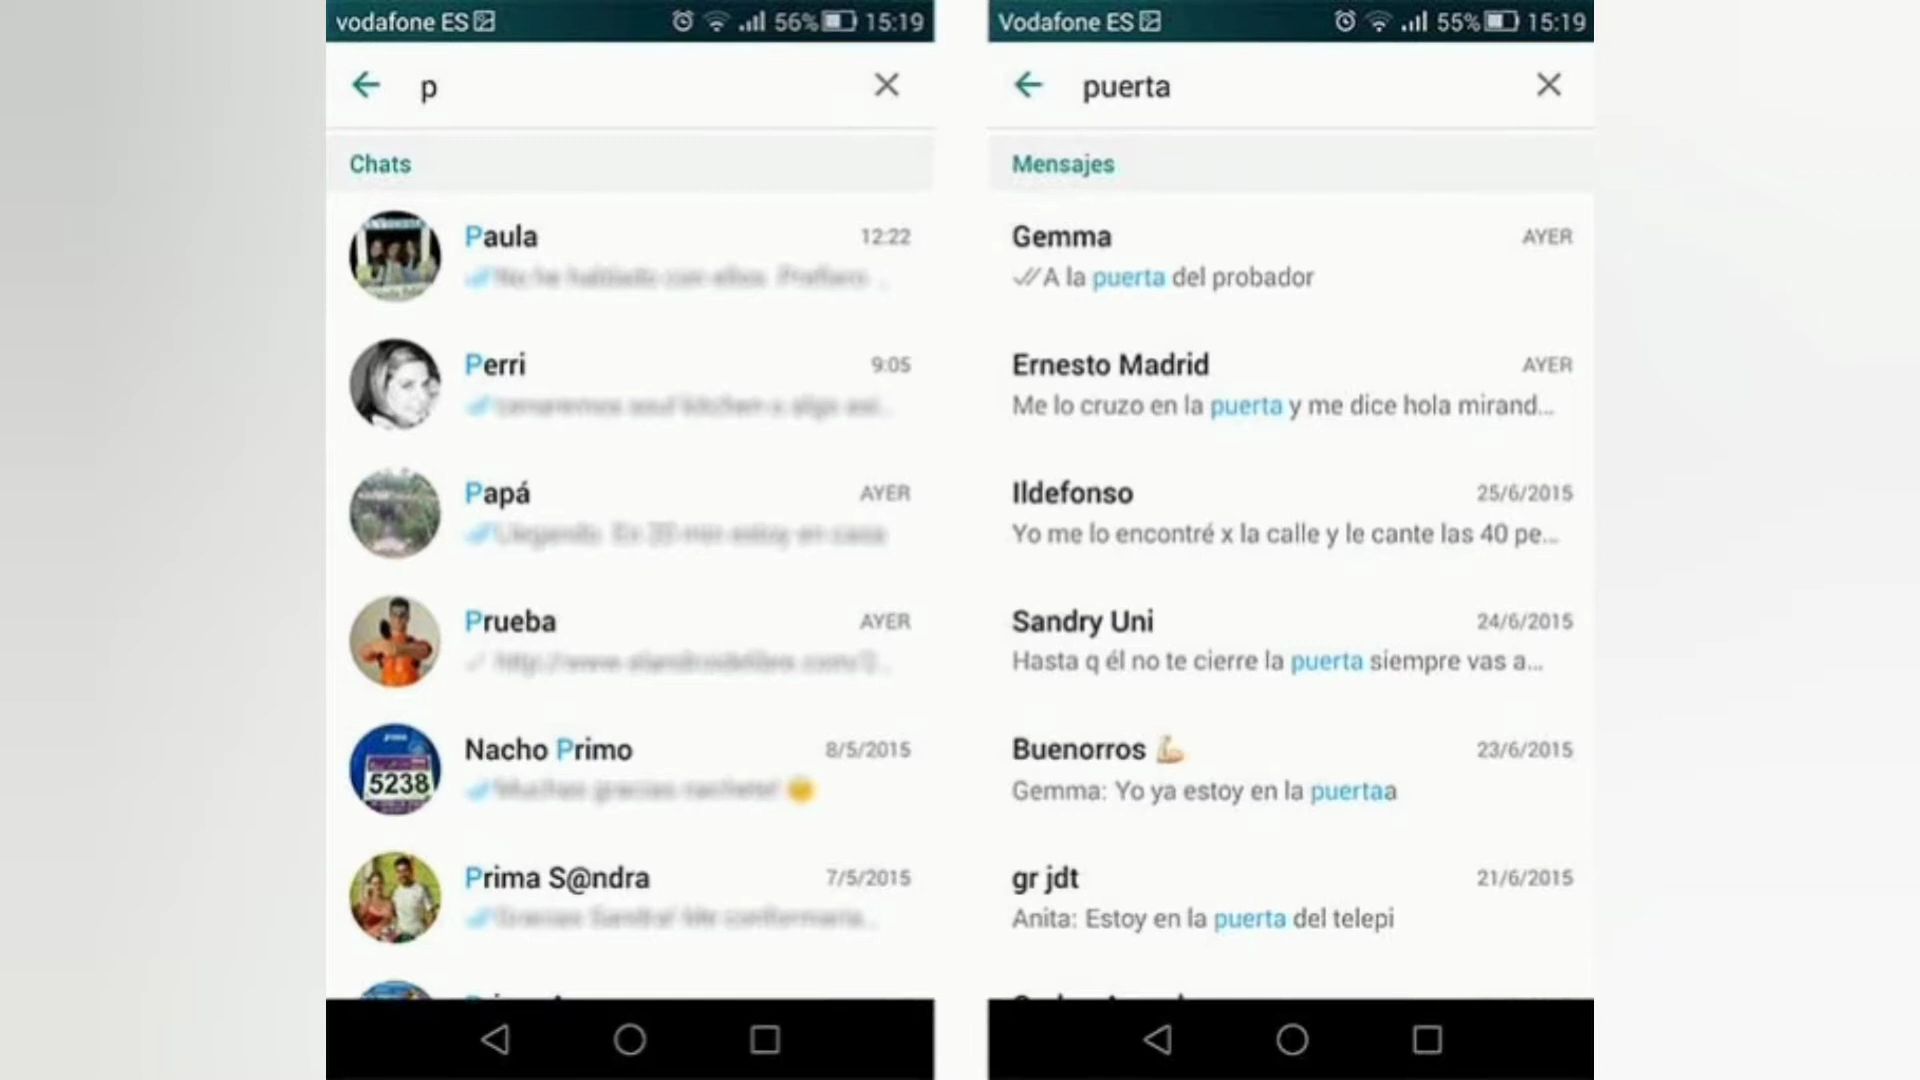 vodafone ES 56% 15:19
p
Chats
Paula 12:22
Perri 9:05
Papá AYER
Prueba AYER
5238
Nacho Primo 8/5/2015
Prima S@ndra 7/5/2015
Vodafone ES 55% 15:19
puerta
Mensajes
Gemma AYER
A la puerta del probador
Ernesto Madrid AYER
Me lo cruzo en la puerta y me dice hola mirand...
Ildefonso 25/6/2015
Yo me lo encontré x la calle y le cante las 40 pe...
Sandry Uni 24/6/2015
Hasta q él no te cierre la puerta siempre vas a...
Buenorros 💪 23/6/2015
Gemma: Yo ya estoy en la puertaa
gr jdt 21/6/2015
Anita: Estoy en la puerta del telepi